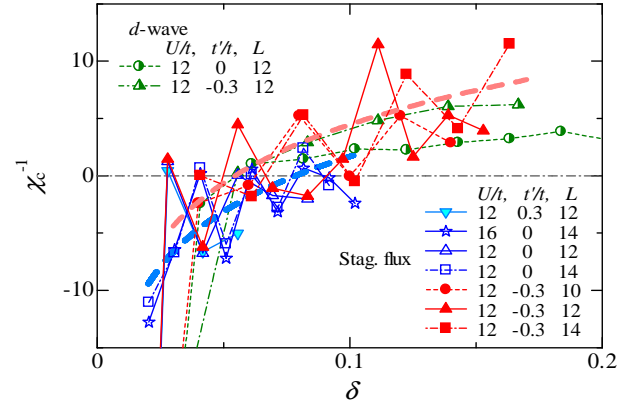 d-wave
U/t, t'/t, L
12 0 12
12 -0.3 12
10
0
-10
χc⁻¹
U/t, t'/t, L
12 0.3 12
16 0 14
12 0 12
Stag. flux
12 0 14
12 -0.3 10
12 -0.3 12
12 -0.3 14
0 0.1 0.2
δ